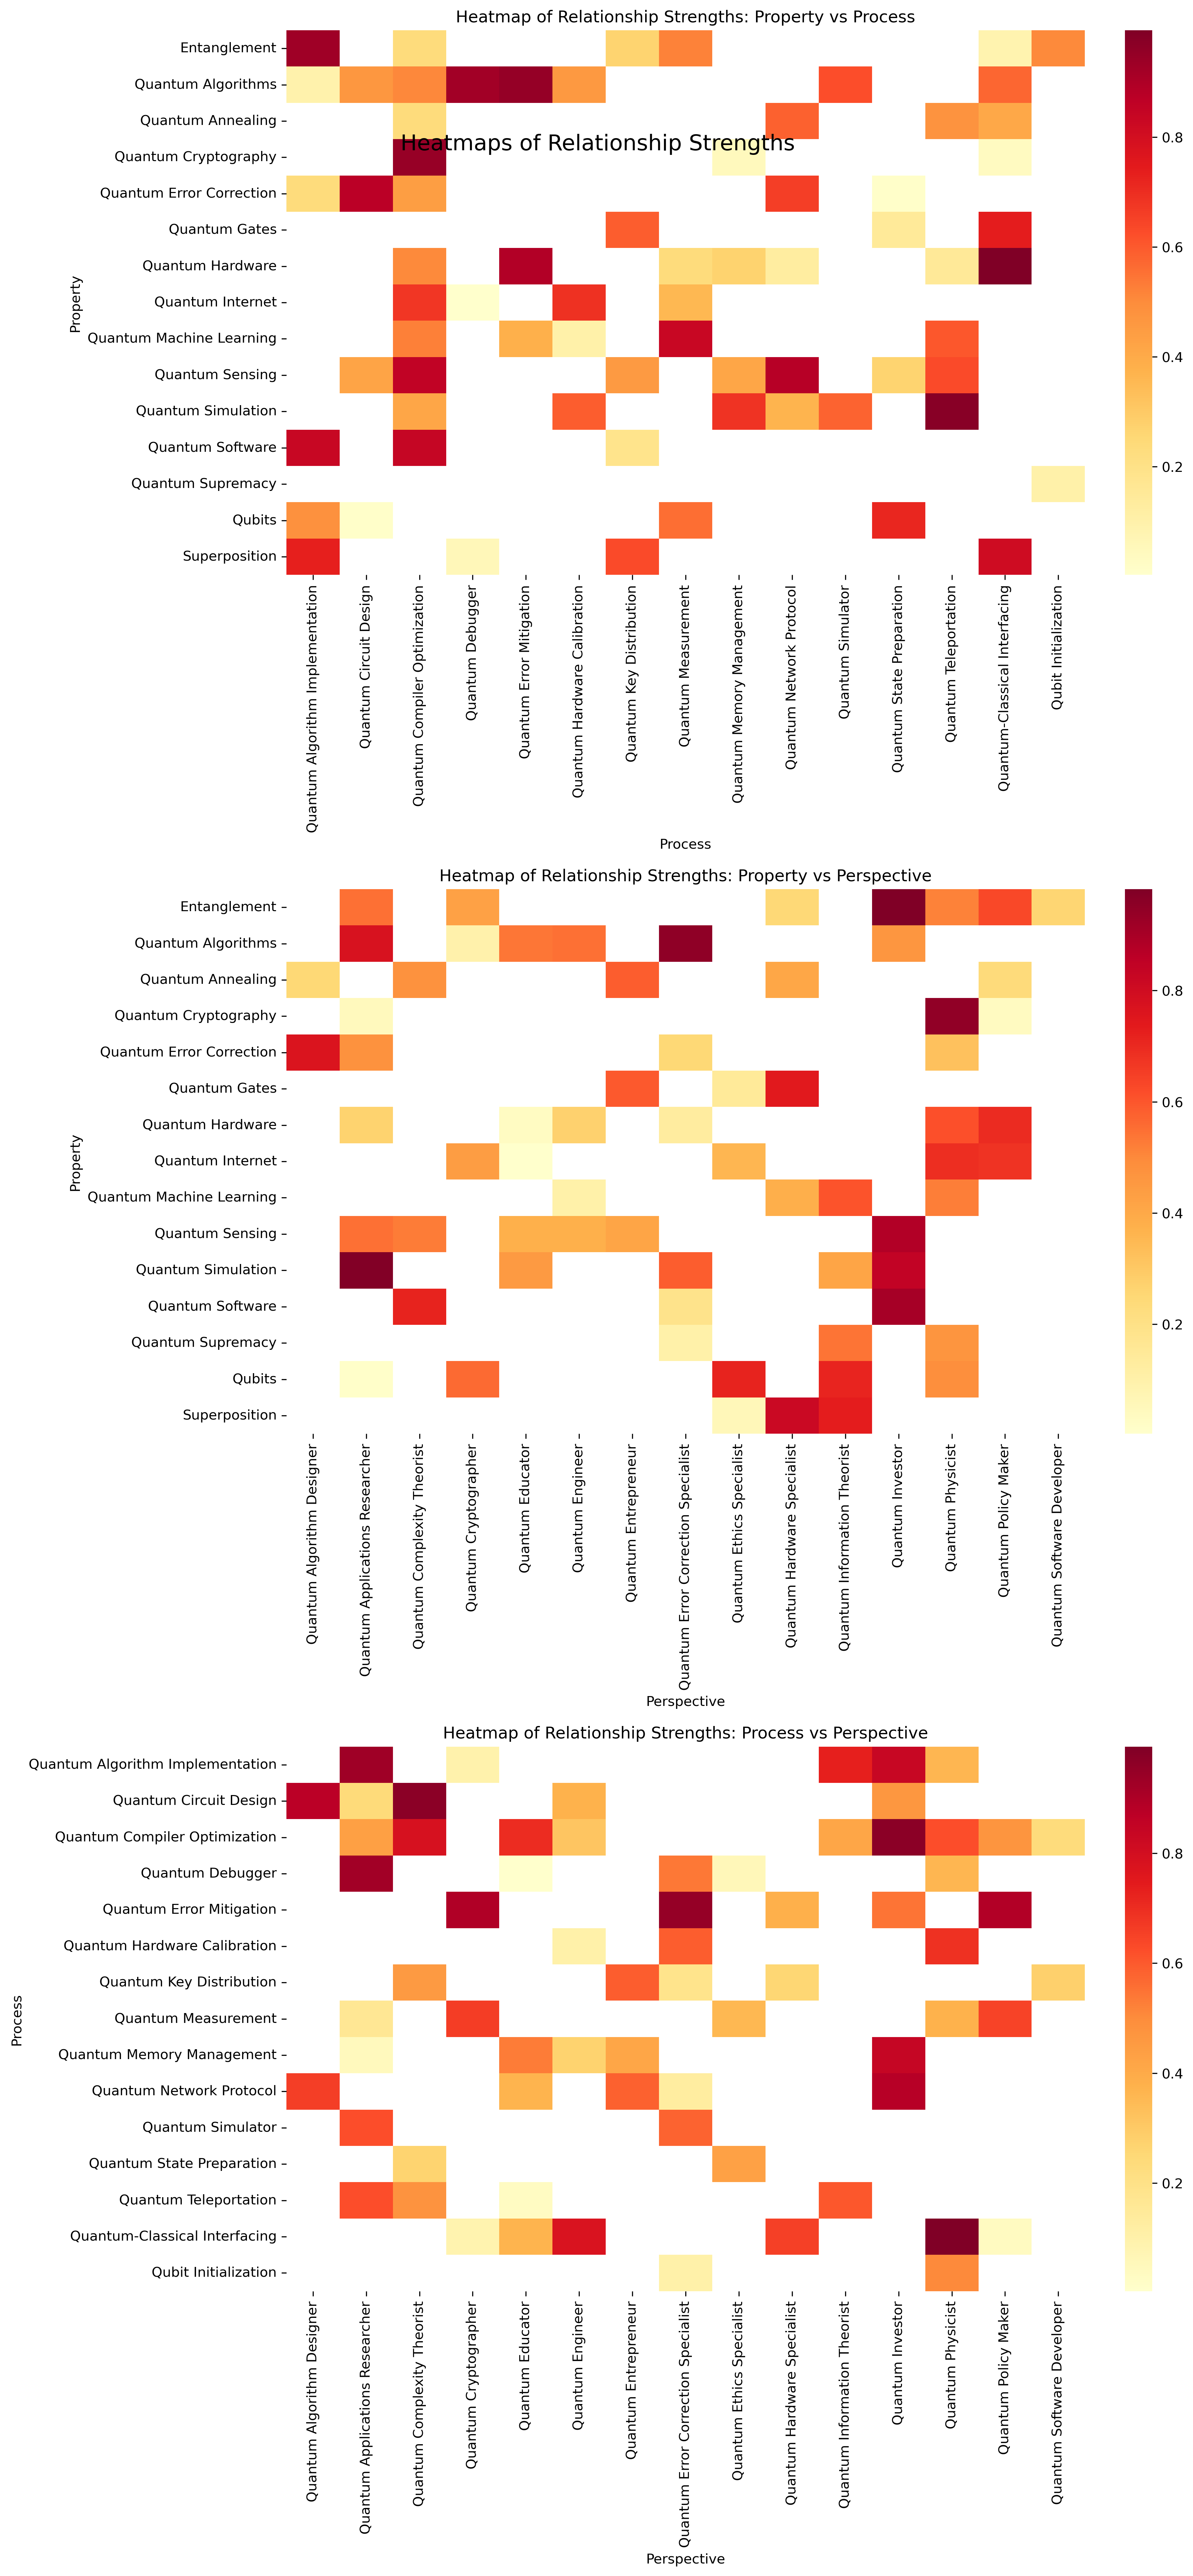 Heatmap of Relationship Strengths: Property vs Process
Heatmaps of Relationship Strengths
Property
Entanglement
Quantum Algorithms
Quantum Annealing
Quantum Cryptography
Quantum Error Correction
Quantum Gates
Quantum Hardware
Quantum Internet
Quantum Machine Learning
Quantum Sensing
Quantum Simulation
Quantum Software
Quantum Supremacy
Qubits
Superposition
0.8
0.6
0.4
0.2
Quantum Algorithm Implementation
Quantum Circuit Design
Quantum Compiler Optimization
Quantum Debugger
Quantum Error Mitigation
Quantum Hardware Calibration
Quantum Key Distribution
Quantum Measurement
Quantum Memory Management
Quantum Network Protocol
Quantum Simulator
Quantum State Preparation
Quantum Teleportation
Quantum-Classical Interfacing
Qubit Initialization
Process
Heatmap of Relationship Strengths: Property vs Perspective
Property
Entanglement
Quantum Algorithms
Quantum Annealing
Quantum Cryptography
Quantum Error Correction
Quantum Gates
Quantum Hardware
Quantum Internet
Quantum Machine Learning
Quantum Sensing
Quantum Simulation
Quantum Software
Quantum Supremacy
Qubits
Superposition
0.8
0.6
0.4
0.2
Quantum Algorithm Designer
Quantum Applications Researcher
Quantum Complexity Theorist
Quantum Cryptographer
Quantum Educator
Quantum Engineer
Quantum Entrepreneur
Quantum Error Correction Specialist
Quantum Ethics Specialist
Quantum Hardware Specialist
Quantum Information Theorist
Quantum Investor
Quantum Physicist
Quantum Policy Maker
Quantum Software Developer
Perspective
Heatmap of Relationship Strengths: Process vs Perspective
Process
Quantum Algorithm Implementation
Quantum Circuit Design
Quantum Compiler Optimization
Quantum Debugger
Quantum Error Mitigation
Quantum Hardware Calibration
Quantum Key Distribution
Quantum Measurement
Quantum Memory Management
Quantum Network Protocol
Quantum Simulator
Quantum State Preparation
Quantum Teleportation
Quantum-Classical Interfacing
Qubit Initialization
0.8
0.6
0.4
0.2
Quantum Algorithm Designer
Quantum Applications Researcher
Quantum Complexity Theorist
Quantum Cryptographer
Quantum Educator
Quantum Engineer
Quantum Entrepreneur
Quantum Error Correction Specialist
Quantum Ethics Specialist
Quantum Hardware Specialist
Quantum Information Theorist
Quantum Investor
Quantum Physicist
Quantum Policy Maker
Quantum Software Developer
Perspective